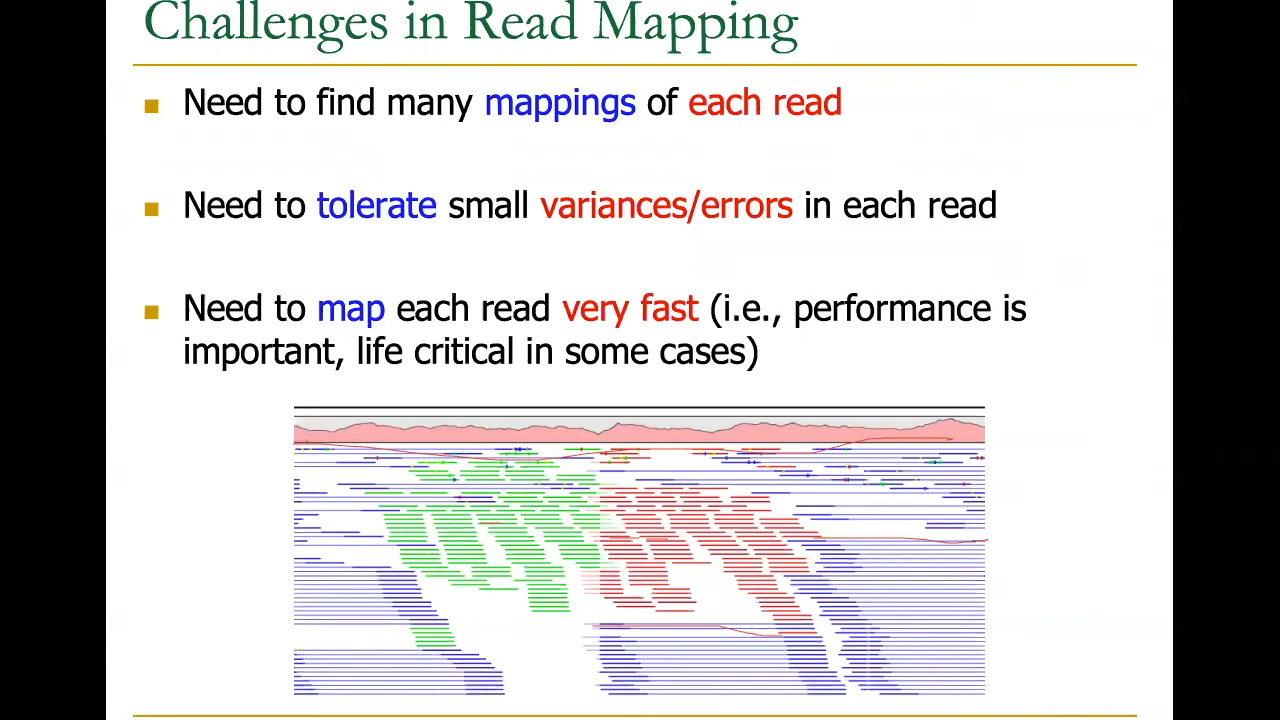 Challenges in Read Mapping
Need to find many mappings of each read
Need to tolerate small variances/errors in each read
Need to map each read very fast (i.e., performance is
important, life critical in some cases)